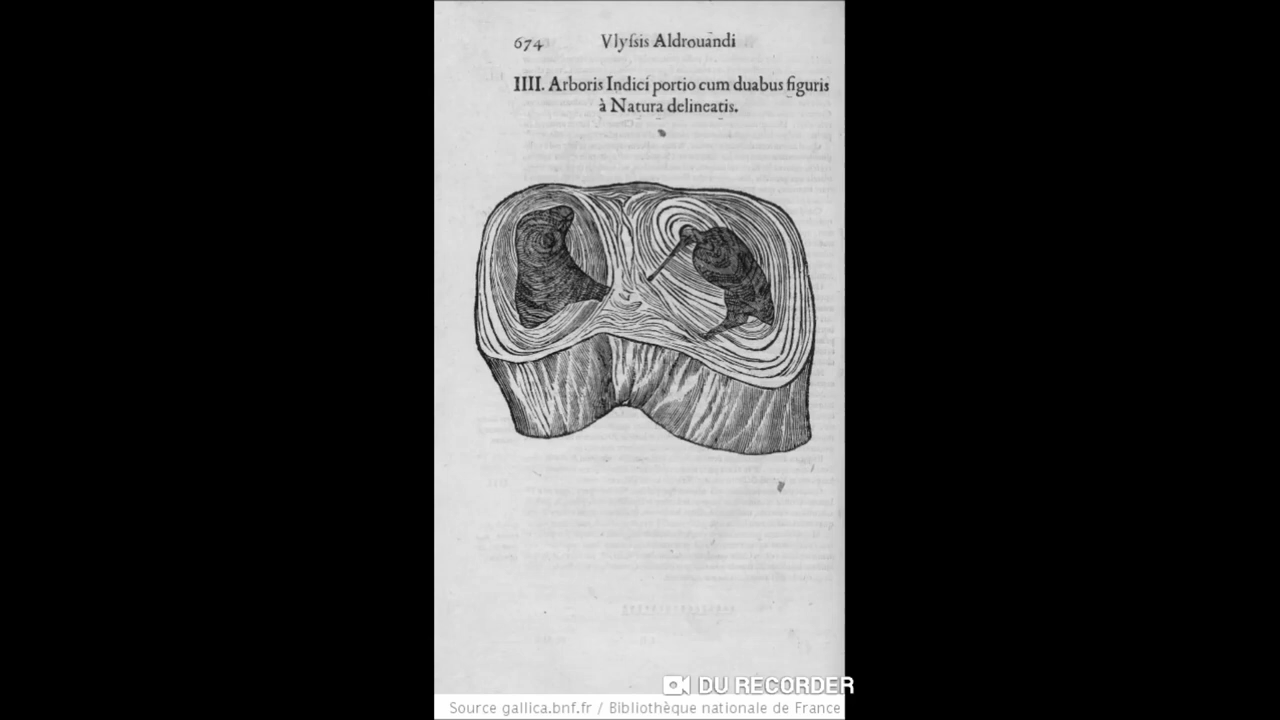 674 Vlyſsis Aldrouandi
IIII. Arboris Indici portio cum duabus figuris
à Natura delineatis.
DU RECORDER
Source gallica.bnf.fr / Bibliothèque nationale de France